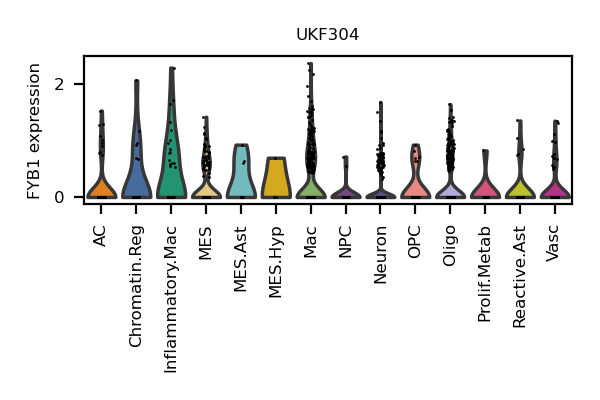 UKF304
FYB1 expression
2
0
AC
Chromatin.Reg
Inflammatory.Mac
MES
MES.Ast
MES.Hyp
Mac
NPC
Neuron
OPC
Oligo
Prolif.Metab
Reactive.Ast
Vasc